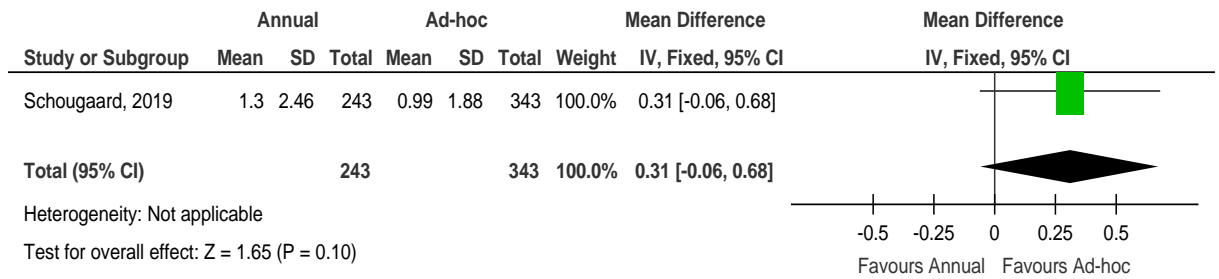 Annual Ad-hoc Mean Difference Mean Difference
Study or Subgroup Mean SD Total Mean SD Total Weight IV, Fixed, 95% CI IV, Fixed, 95% CI
Schougaard, 2019 1.3 2.46 243 0.99 1.88 343 100.0% 0.31 [-0.06, 0.68]
Total (95% CI) 243 343 100.0% 0.31 [-0.06, 0.68]
Heterogeneity: Not applicable
Test for overall effect: Z = 1.65 (P = 0.10)
-0.5 -0.25 0 0.25 0.5
Favours Annual Favours Ad-hoc